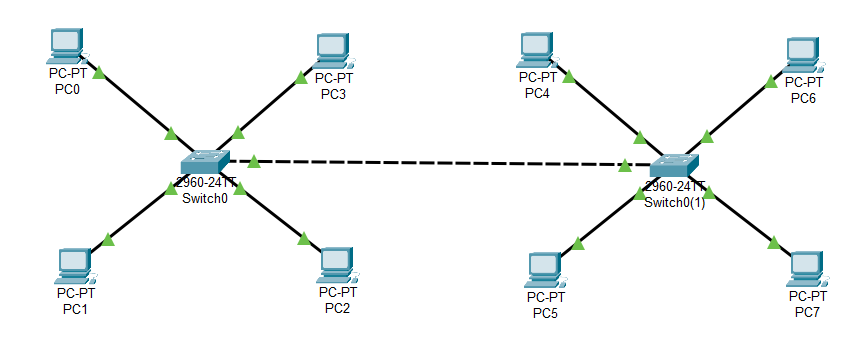 PC-PT
PC0
PC-PT
PC3
PC-PT
PC4
PC-PT
PC6
2960-24TT
Switch0
2960-24TT
Switch0(1)
PC-PT
PC1
PC-PT
PC2
PC-PT
PC5
PC-PT
PC7